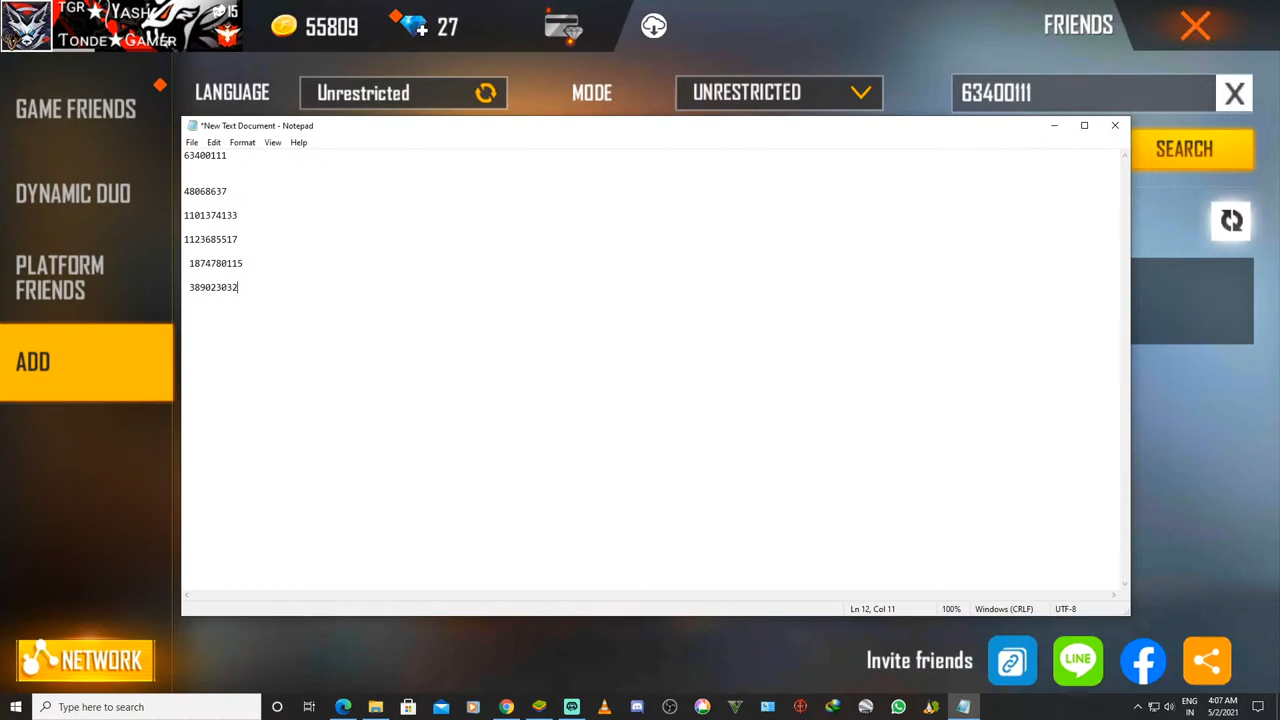 TGR★YASH
TONDE★GAMER
15
55809
27
FRIENDS
LANGUAGE
Unrestricted
MODE
UNRESTRICTED
63400111
X
SEARCH
GAME FRIENDS
DYNAMIC DUO
PLATFORM
FRIENDS
ADD
NETWORK
*New Text Document - Notepad
File Edit Format View Help
63400111
48068637
1101374133
1123685517
1874780115
389023032
Ln 12, Col 11
100%
Windows (CRLF)
UTF-8
Invite friends
LINE
Type here to search
ENG
IN
4:07 AM
5/2/2021